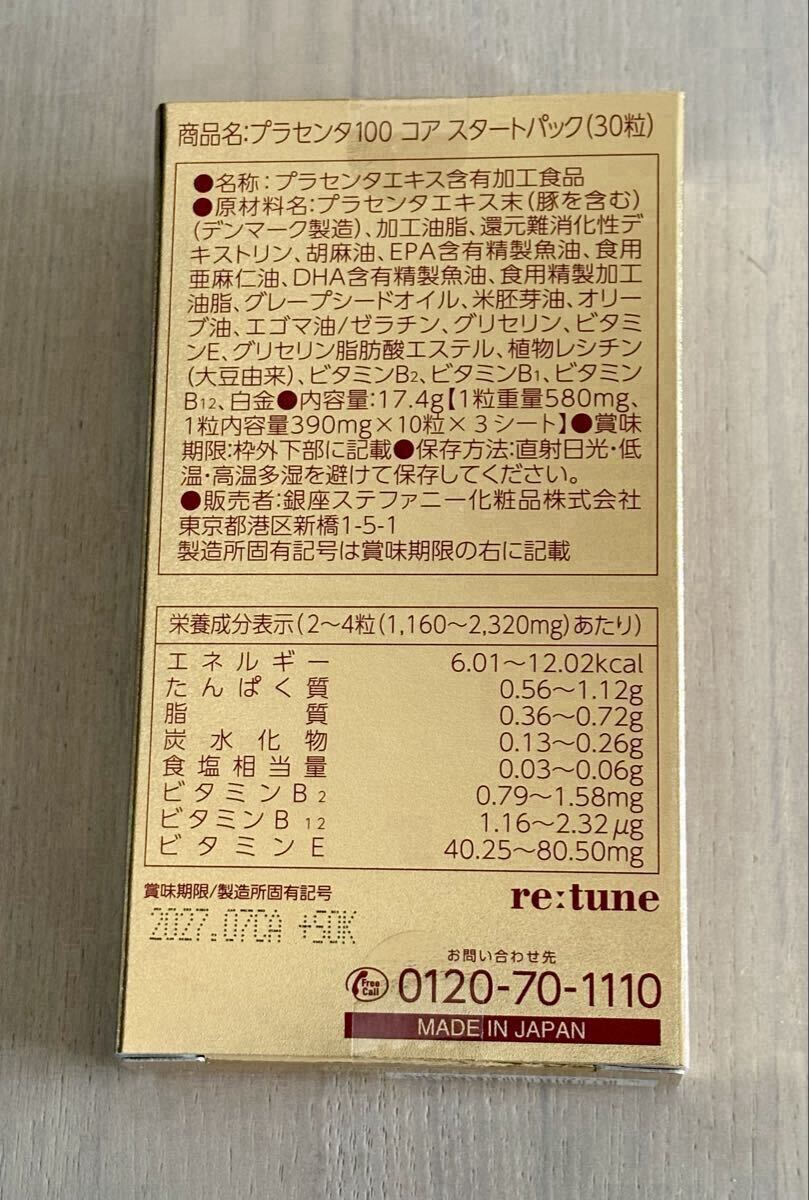 商品名:プラセンタ100 コア スタートパック(30粒)
●名称:プラセンタエキス含有加工食品
●原材料名:プラセンタエキス末(豚を含む)
(デンマーク製造)、加工油脂、還元難消化性デ
キストリン、胡麻油、EPA含有精製魚油、食用
亜麻仁油、DHA含有精製魚油、食用精製加工
油脂、グレープシードオイル、米胚芽油、オリー
ブ油、エゴマ油/ゼラチン、グリセリン、ビタミ
ンE、グリセリン脂肪酸エステル、植物レシチン
(大豆由来)、ビタミンB2、ビタミンB1、ビタミン
B12、白金●内容量:17.4g【1粒重量580mg、
1粒内容量390mg×10粒×3シート】●賞味
期限:枠外下部に記載●保存方法:直射日光・低
温・高温多湿を避けて保存してください。
●販売者:銀座ステファニー化粧品株式会社
東京都港区新橋1-5-1
製造所固有記号は賞味期限の右に記載
栄養成分表示(2〜4粒(1,160〜2,320mg)あたり)
エネルギー 6.01〜12.02kcal
たんぱく質 0.56〜1.12g
脂質 0.36〜0.72g
炭水化物 0.13〜0.26g
食塩相当量 0.03〜0.06g
ビタミンB2 0.79〜1.58mg
ビタミンB12 1.16〜2.32μg
ビタミンE 40.25〜80.50mg
賞味期限/製造所固有記号
re:tune
2027.07CA +SDK
お問い合わせ先
Free Call 0120-70-1110
MADE IN JAPAN